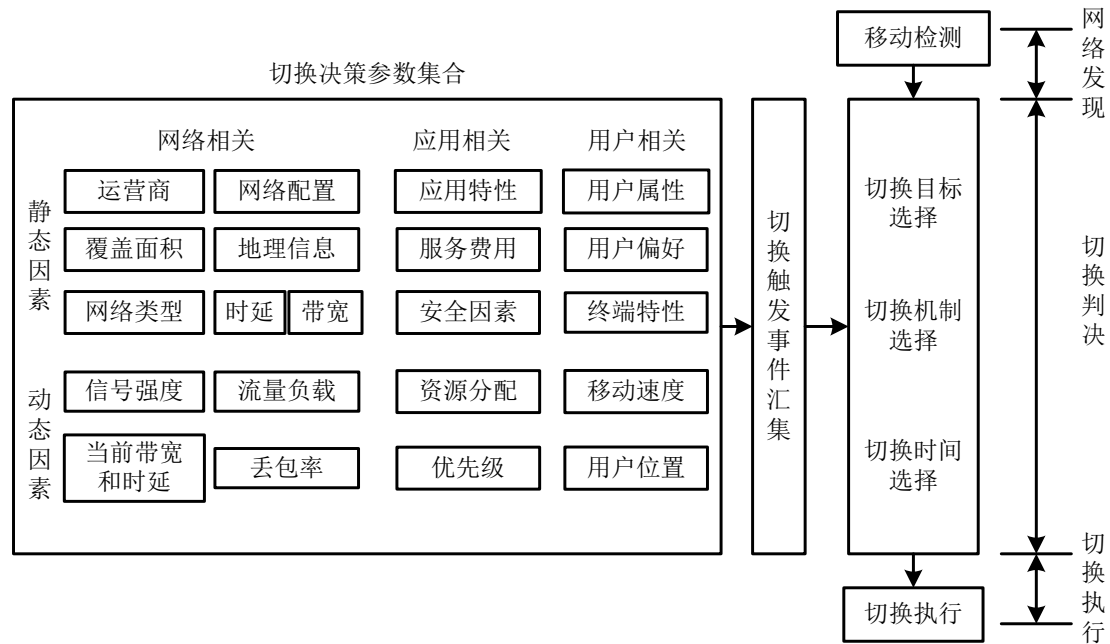 移动检测
网络发现
切换决策参数集合
网络相关
应用相关
用户相关
静态因素
运营商
网络配置
应用特性
用户属性
覆盖面积
地理信息
服务费用
用户偏好
网络类型
时延
带宽
安全因素
终端特性
动态因素
信号强度
流量负载
资源分配
移动速度
当前带宽
和时延
丢包率
优先级
用户位置
切换触发事件汇集
切换目标
选择
切换机制
选择
切换时间
选择
切换判决
切换执行
切换执行